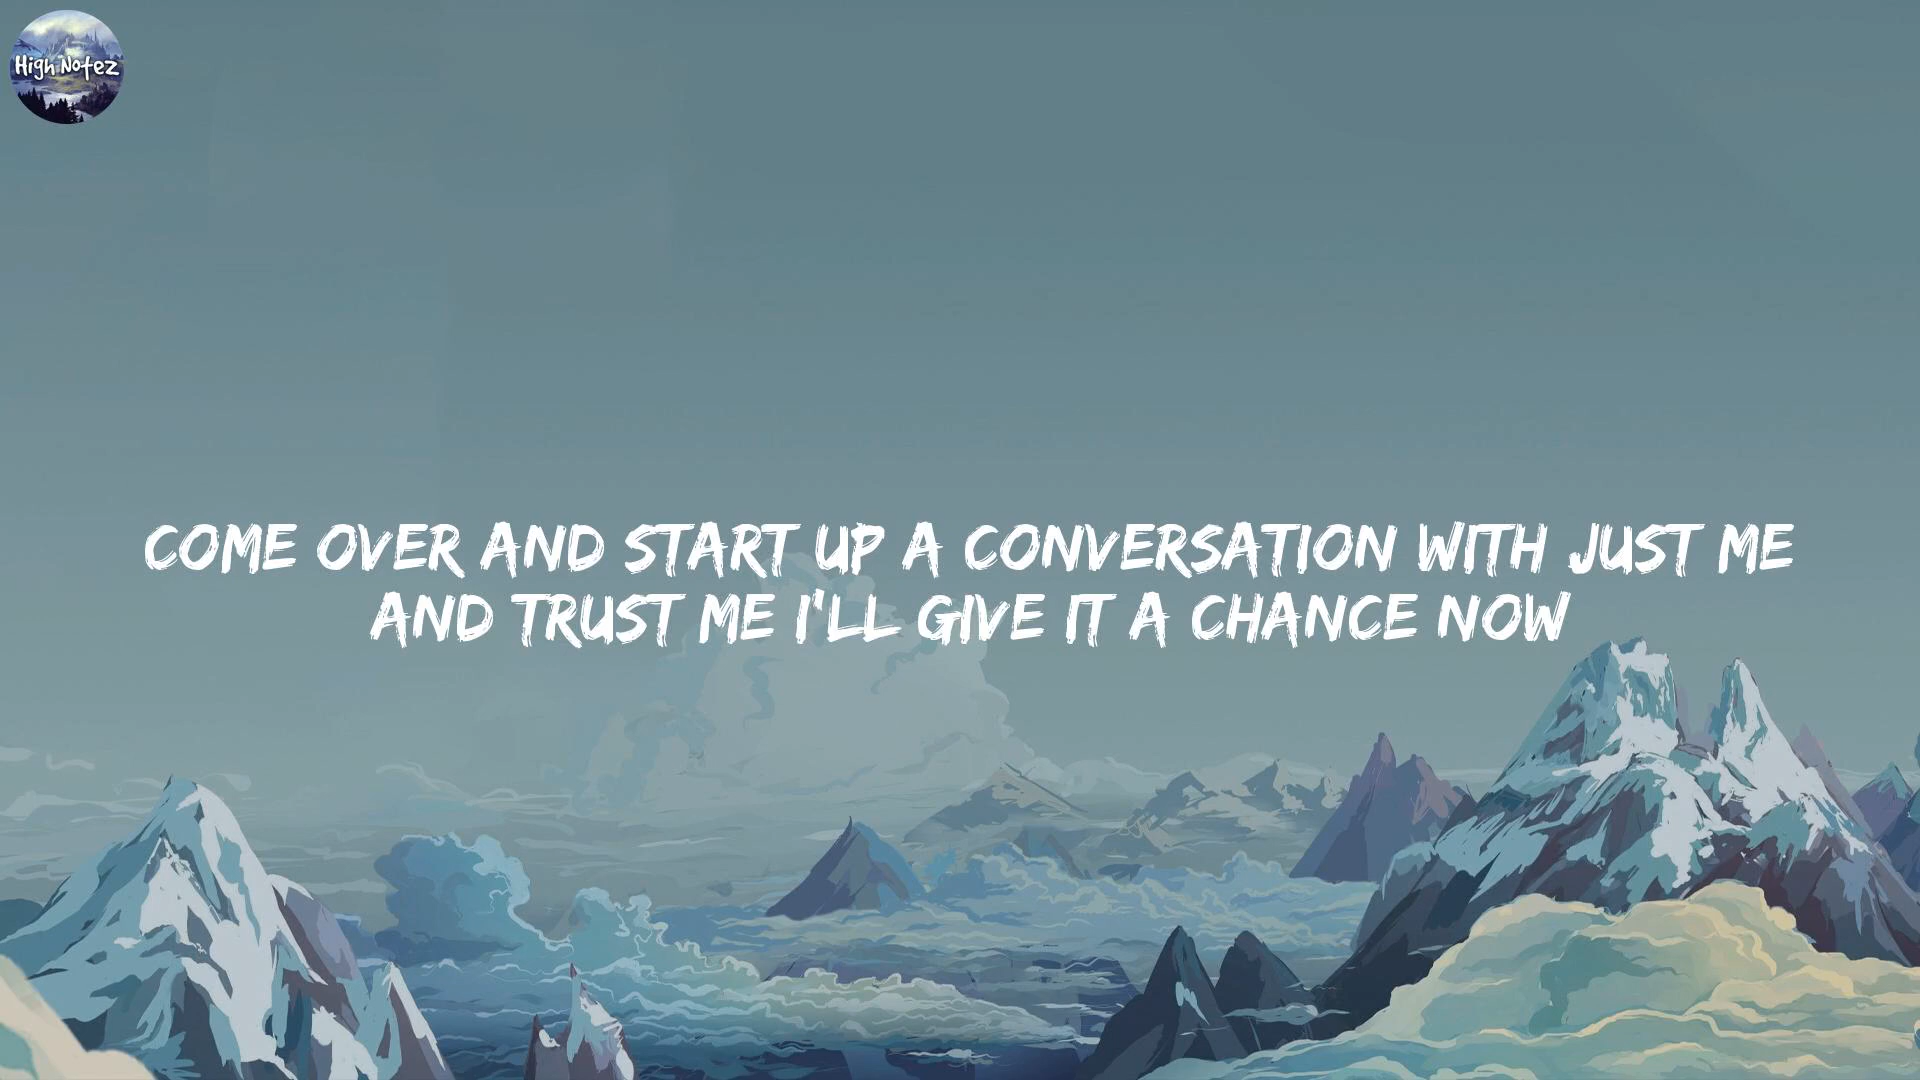 High Notez
COME OVER AND START UP A CONVERSATION WITH JUST ME
AND TRUST ME I'LL GIVE IT A CHANCE NOW